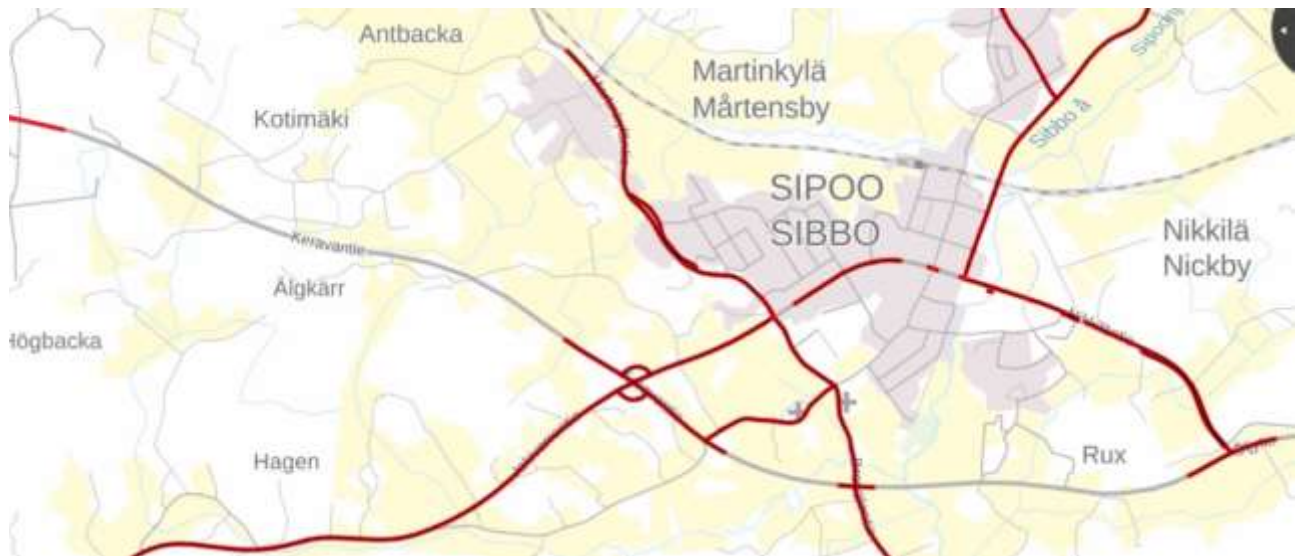 Antbacka
Martinkylä
Mårtensby
Kotimäki
Sibbo å
SIPOO
SIBBO
Nikkilä
Nickby
Keravantie
Älgkärr
Högbacka
Hagen
Rux